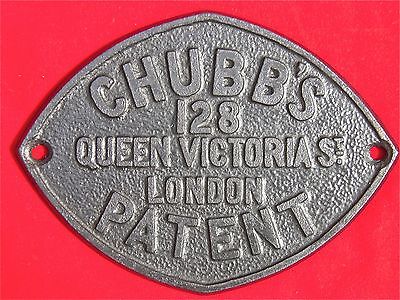 CHUBB'S
128
QUEEN VICTORIA ST.
LONDON
PATENT